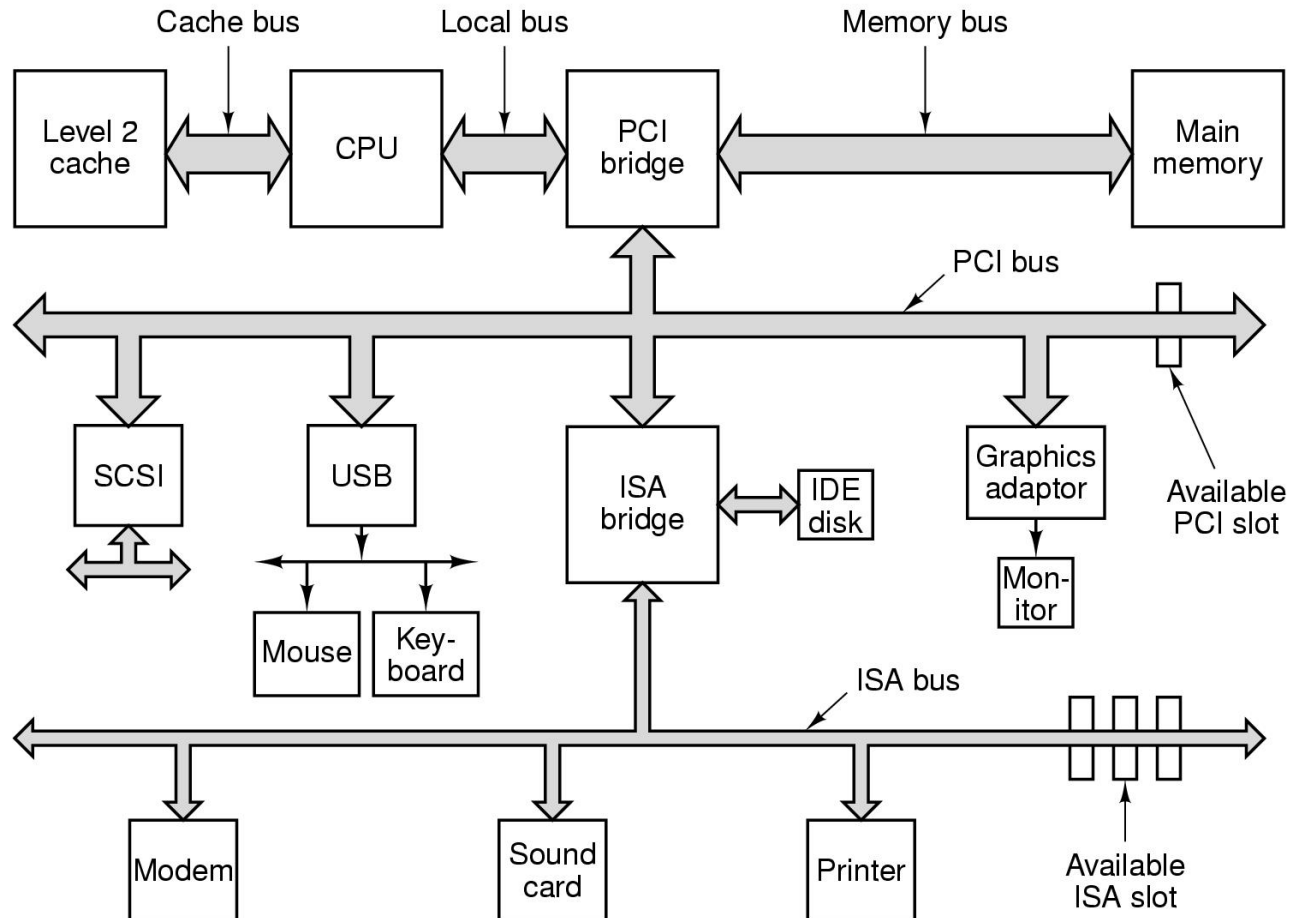 Cache bus
Local bus
Memory bus
Level 2
cache
CPU
PCI
bridge
Main
memory
PCI bus
SCSI
USB
ISA
bridge
IDE
disk
Graphics
adaptor
Available
PCI slot
Mon-
itor
Mouse
Key-
board
ISA bus
Modem
Sound
card
Printer
Available
ISA slot